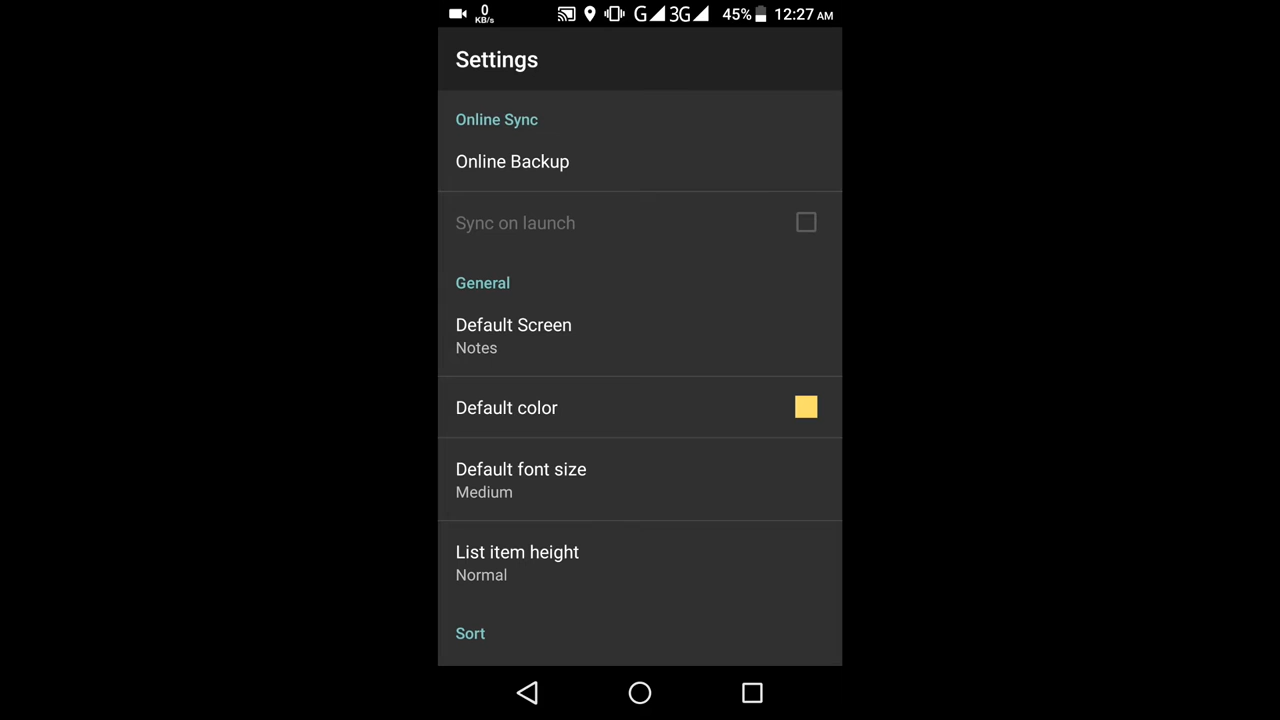 0 KB/s G 3G 45% 12:27 AM
Settings
Online Sync
Online Backup
Sync on launch
General
Default Screen
Notes
Default color
Default font size
Medium
List item height
Normal
Sort